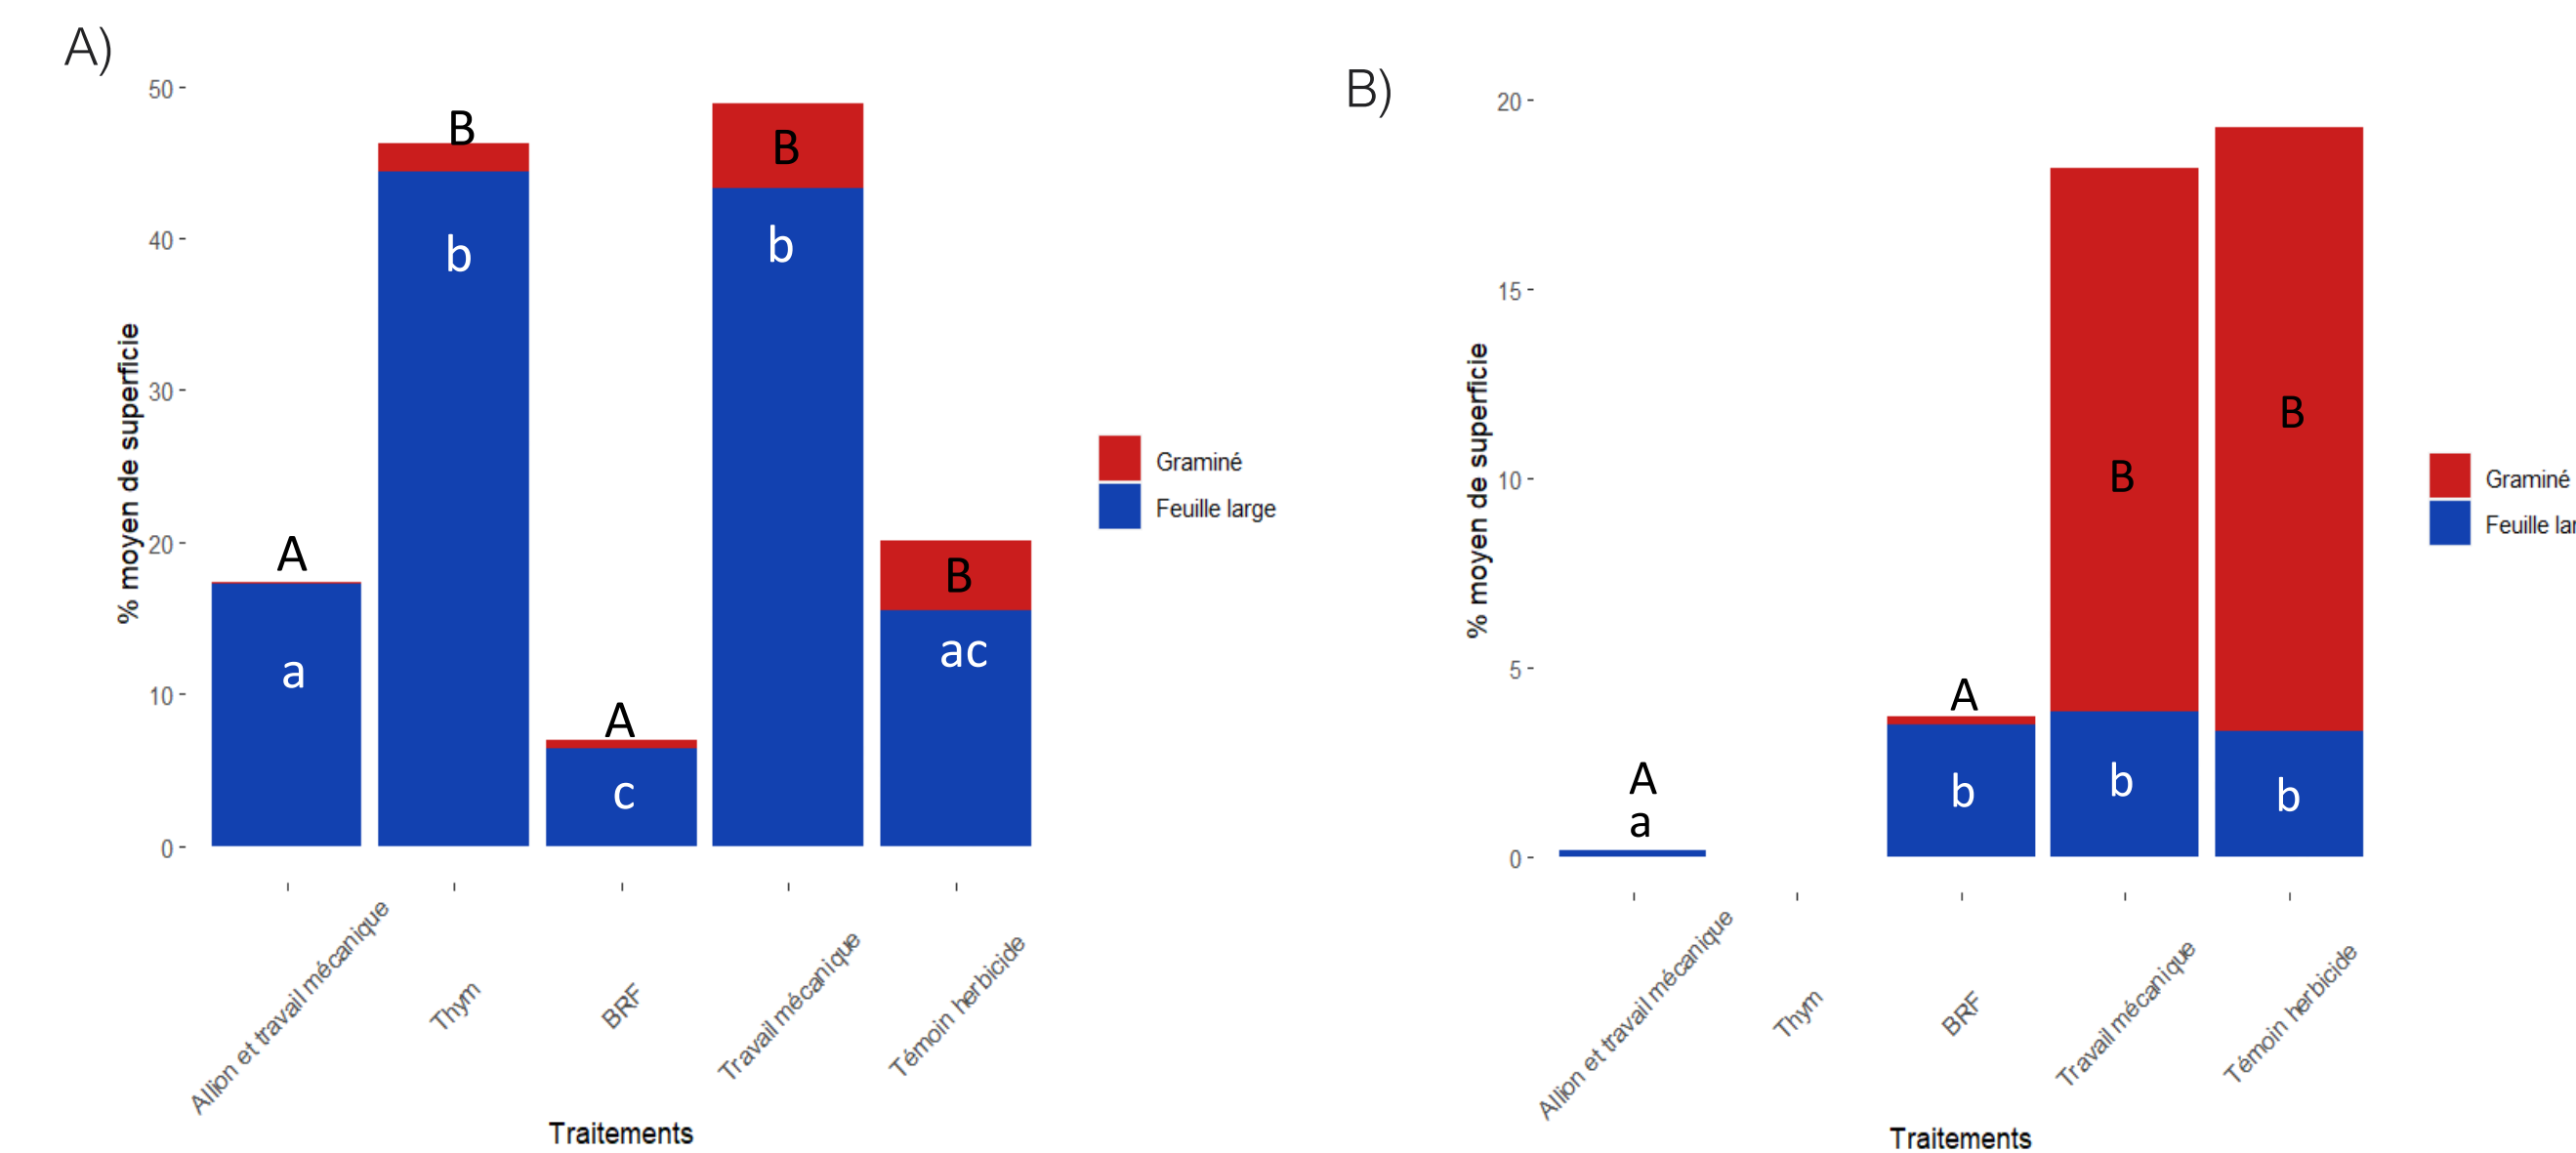 A)
50
40
30
20
10
0
% moyen de superficie
A
a
B
b
A
c
B
b
B
ac
Allion et travail mécanique
Thym
BRF
Travail mécanique
Témoin herbicide
Traitements
Graminé
Feuille large
B)
20
15
10
5
0
% moyen de superficie
A
a
A
b
B
b
B
b
Allion et travail mécanique
Thym
BRF
Travail mécanique
Témoin herbicide
Traitements
Graminé
Feuille lar